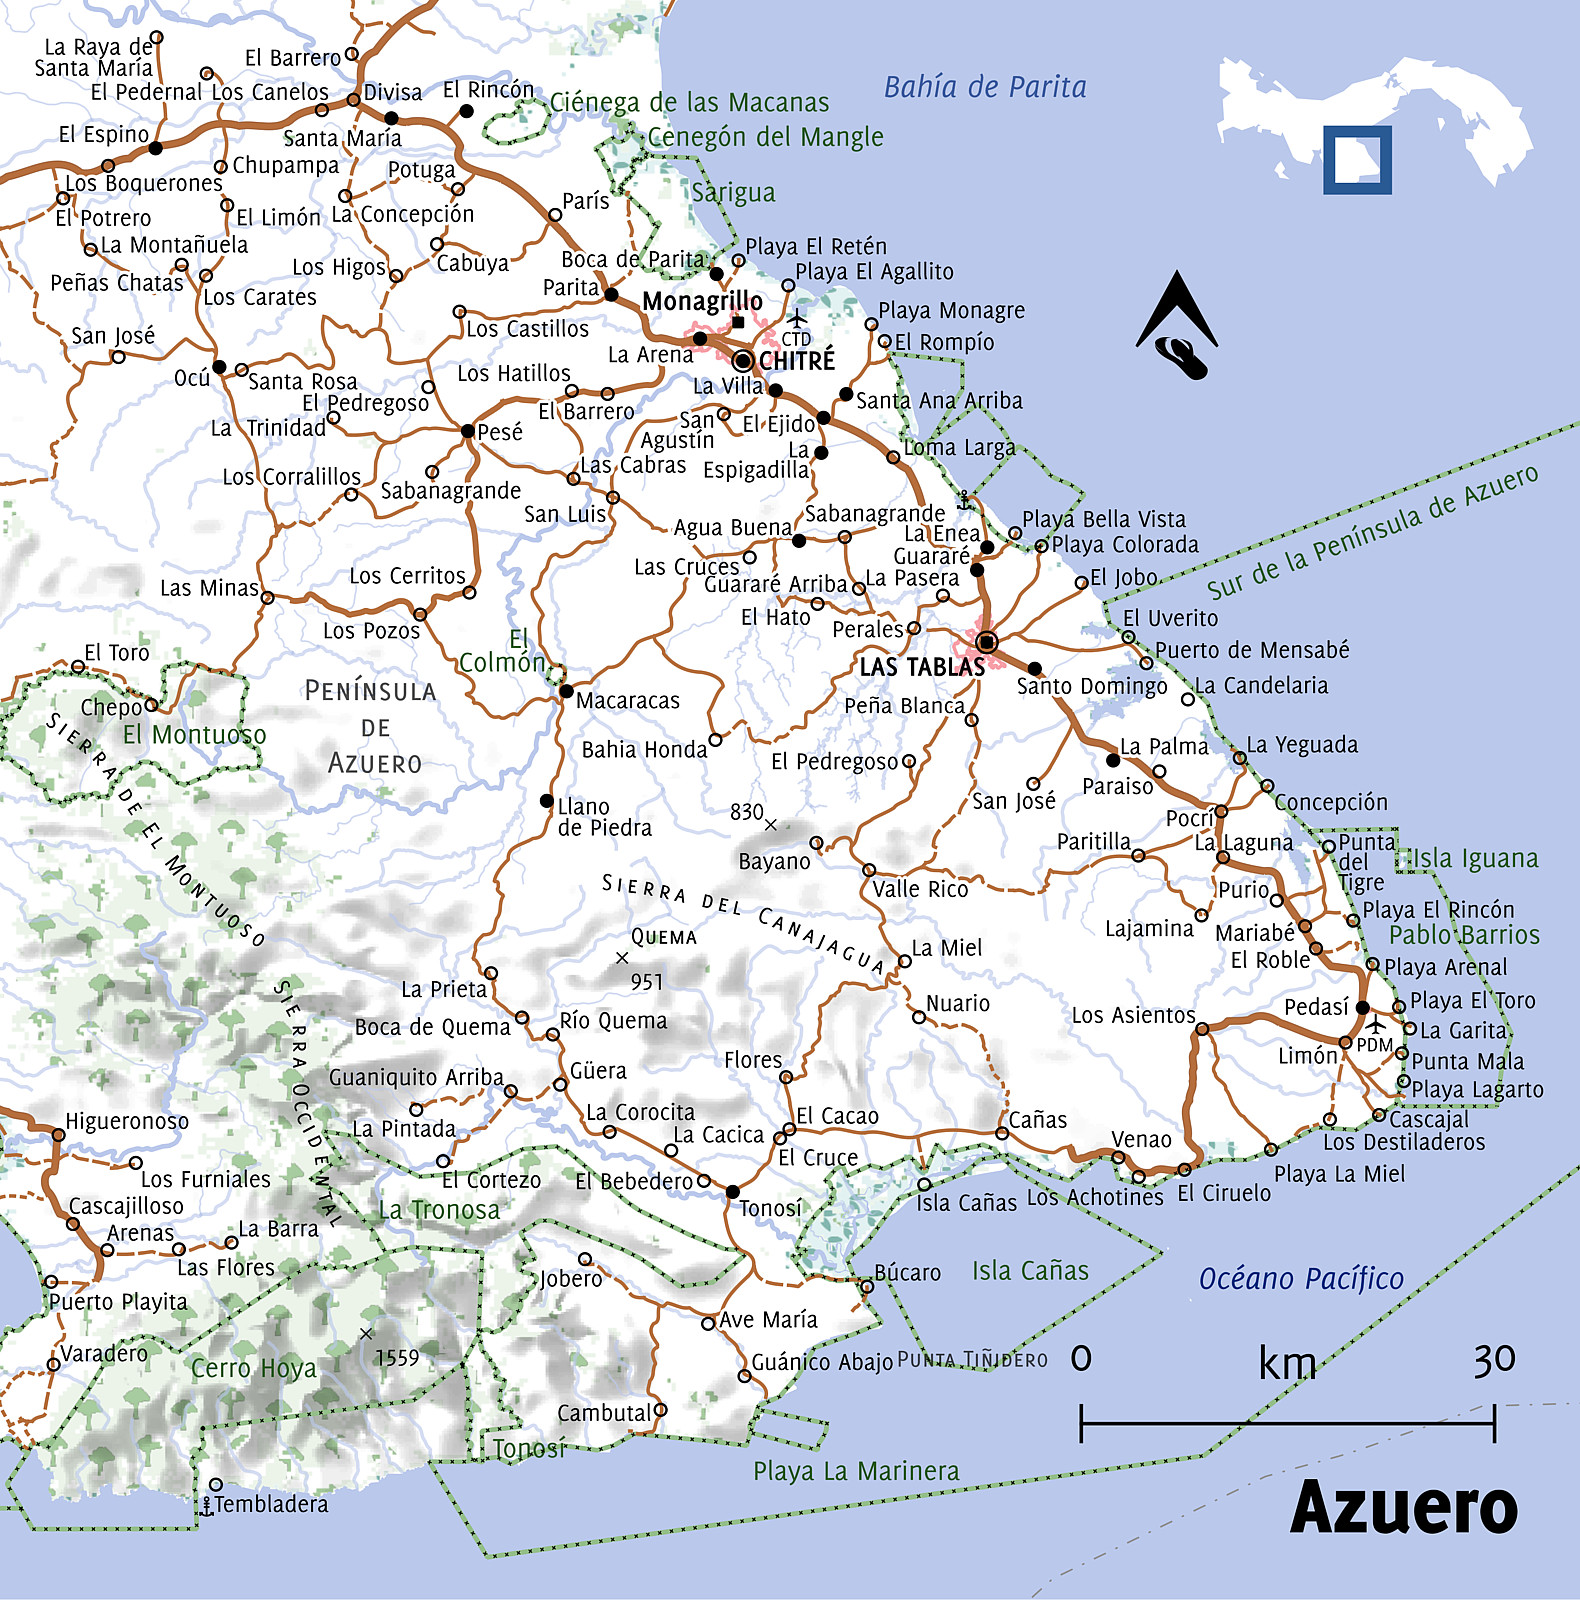 La Raya de
Santa María
El Barrero
El Pedernal
Los Canelos
Divisa
El Rincón
Ciénega de las Macanas
Bahía de Parita
El Espino
Santa María
Cenegón del Mangle
Chupampa
Potuga
Los Boquerones
Sarigua
El Potrero
El Limón
La Concepción
París
La Montañuela
Playa El Retén
Peñas Chatas
Los Higos
Cabuya
Boca de Parita
Playa El Agallito
Los Carates
Parita
Monagrillo
Playa Monagre
San José
Los Castillos
CTD
El Rompío
La Arena
CHITRÉ
Ocú
Santa Rosa
Los Hatillos
La Villa
El Pedregoso
El Barrero
Santa Ana Arriba
La Trinidad
Pesé
San
Agustín
El Ejido
La
Espigadilla
Loma Larga
Los Corralillos
Sabanagrande
Las Cabras
San Luis
Sur de la Península de Azuero
Agua Buena
Sabanagrande
Playa Bella Vista
La Enea
Playa Colorada
Guararé
Las Cruces
Las Minas
Los Cerritos
Guararé Arriba
La Pasera
El Jobo
El Hato
El Uverito
Los Pozos
Perales
El
Colmón
Puerto de Mensabé
El Toro
LAS TABLAS
Santo Domingo
La Candelaria
Península
de
Azuero
Chepo
Macaracas
Peña Blanca
El Montuoso
Sierra de El Montuoso
Bahia Honda
La Palma
La Yeguada
El Pedregoso
Paraiso
San José
Llano
de Piedra
830
Concepción
Pocrí
Bayano
Paritilla
La Laguna
Punta
del
Tigre
Isla Iguana
Valle Rico
Purio
Sierra del Canajagua
Lajamina
Mariabé
Playa El Rincón
Pablo Barrios
Quema
951
La Miel
El Roble
Playa Arenal
La Prieta
Sierra Occidental
Nuario
Los Asientos
Pedasí
Playa El Toro
Boca de Quema
Río Quema
La Garita
PDM
Limón
Flores
Punta Mala
Guaniquito Arriba
Güera
Playa Lagarto
Higueronoso
La Pintada
La Corocita
El Cacao
Cañas
Cascajal
La Cacica
Venao
Los Destiladeros
El Cruce
Los Furniales
El Cortezo
El Bebedero
Playa La Miel
Cascajilloso
La Tronosa
Tonosí
Isla Cañas
Los Achotines
El Ciruelo
Arenas
La Barra
Las Flores
Jobero
Búcaro
Isla Cañas
Océano Pacífico
Puerto Playita
Ave María
Varadero
Cerro Hoya
1559
Guánico Abajo
Punta Tiñidero
0
km
30
Cambutal
Tonosí
Playa La Marinera
Tembladera
Azuero